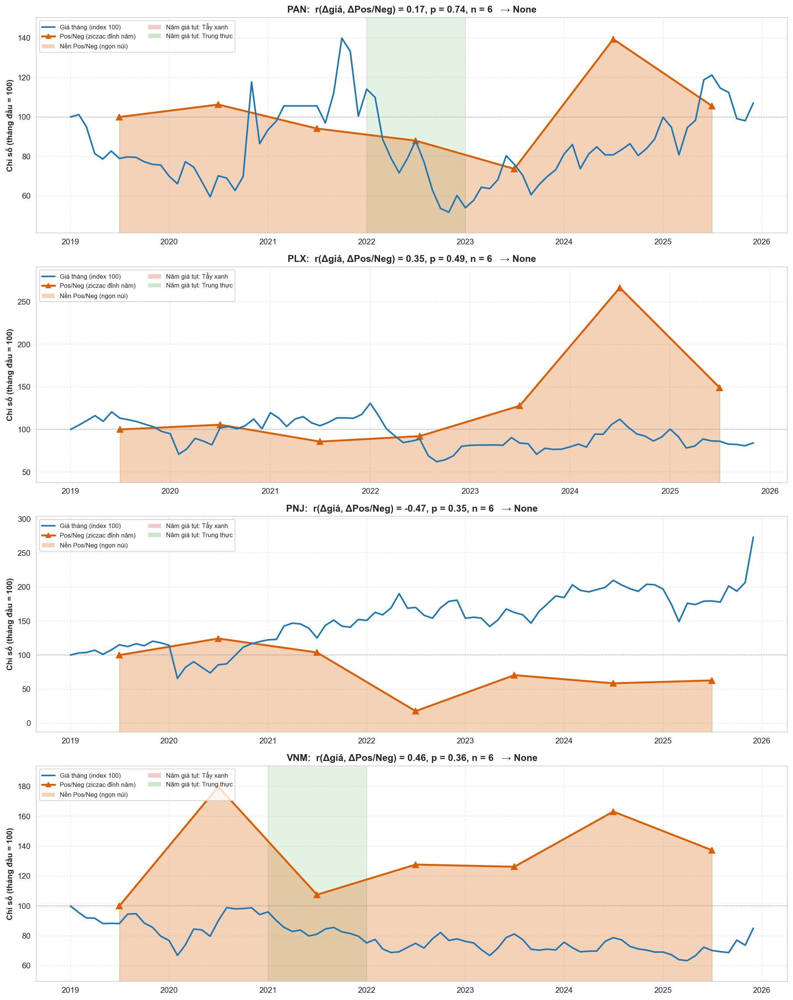 PAN:  r(Δgiá, ΔPos/Neg) = 0.17, p = 0.74, n = 6   → None
Giá tháng (index 100)
Pos/Neg (ziczac đỉnh năm)
Nền Pos/Neg (ngọn núi)
Năm giá tụt: Tẩy xanh
Năm giá tụt: Trung thực
Chỉ số (tháng đầu = 100)
140
120
100
80
60
2019 2020 2021 2022 2023 2024 2025 2026
PLX:  r(Δgiá, ΔPos/Neg) = 0.35, p = 0.49, n = 6   → None
Giá tháng (index 100)
Pos/Neg (ziczac đỉnh năm)
Nền Pos/Neg (ngọn núi)
Năm giá tụt: Tẩy xanh
Năm giá tụt: Trung thực
Chỉ số (tháng đầu = 100)
250
200
150
100
50
2019 2020 2021 2022 2023 2024 2025 2026
PNJ:  r(Δgiá, ΔPos/Neg) = -0.47, p = 0.35, n = 6   → None
Giá tháng (index 100)
Pos/Neg (ziczac đỉnh năm)
Nền Pos/Neg (ngọn núi)
Năm giá tụt: Tẩy xanh
Năm giá tụt: Trung thực
Chỉ số (tháng đầu = 100)
300
250
200
150
100
50
0
2019 2020 2021 2022 2023 2024 2025 2026
VNM:  r(Δgiá, ΔPos/Neg) = 0.46, p = 0.36, n = 6   → None
Giá tháng (index 100)
Pos/Neg (ziczac đỉnh năm)
Nền Pos/Neg (ngọn núi)
Năm giá tụt: Tẩy xanh
Năm giá tụt: Trung thực
Chỉ số (tháng đầu = 100)
180
160
140
120
100
80
60
2019 2020 2021 2022 2023 2024 2025 2026